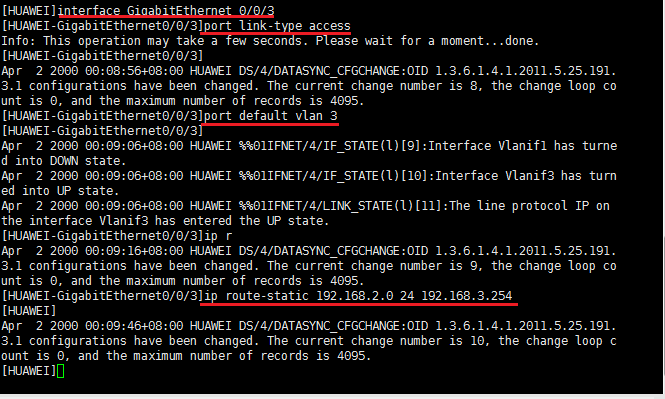 [HUAWEI]interface GigabitEthernet 0/0/3
[HUAWEI-GigabitEthernet0/0/3]port link-type access
Info: This operation may take a few seconds. Please wait for a moment...done.
[HUAWEI-GigabitEthernet0/0/3]
Apr  2 2000 00:08:56+08:00 HUAWEI DS/4/DATASYNC_CFGCHANGE:OID 1.3.6.1.4.1.2011.5.25.191.
3.1 configurations have been changed. The current change number is 8, the change loop co
unt is 0, and the maximum number of records is 4095.
[HUAWEI-GigabitEthernet0/0/3]port default vlan 3
[HUAWEI-GigabitEthernet0/0/3]
Apr  2 2000 00:09:06+08:00 HUAWEI %%01IFNET/4/IF_STATE(l)[9]:Interface Vlanif1 has turne
d into DOWN state.
Apr  2 2000 00:09:06+08:00 HUAWEI %%01IFNET/4/IF_STATE(l)[10]:Interface Vlanif3 has turn
ed into UP state.
Apr  2 2000 00:09:06+08:00 HUAWEI %%01IFNET/4/LINK_STATE(l)[11]:The line protocol IP on
the interface Vlanif3 has entered the UP state.
[HUAWEI-GigabitEthernet0/0/3]ip r
Apr  2 2000 00:09:16+08:00 HUAWEI DS/4/DATASYNC_CFGCHANGE:OID 1.3.6.1.4.1.2011.5.25.191.
3.1 configurations have been changed. The current change number is 9, the change loop co
unt is 0, and the maximum number of records is 4095.
[HUAWEI-GigabitEthernet0/0/3]ip route-static 192.168.2.0 24 192.168.3.254
[HUAWEI]
Apr  2 2000 00:09:46+08:00 HUAWEI DS/4/DATASYNC_CFGCHANGE:OID 1.3.6.1.4.1.2011.5.25.191.
3.1 configurations have been changed. The current change number is 10, the change loop c
ount is 0, and the maximum number of records is 4095.
[HUAWEI]